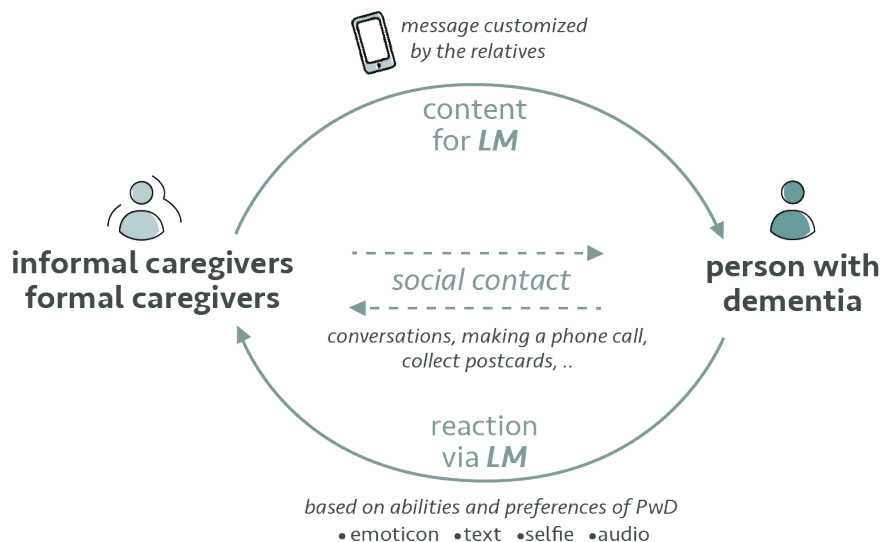 message customized
by the relatives
content
for LM
informal caregivers
formal caregivers
person with
dementia
social contact
conversations, making a phone call,
collect postcards, ..
reaction
via LM
based on abilities and preferences of PwD
• emoticon •text •selfie •audio